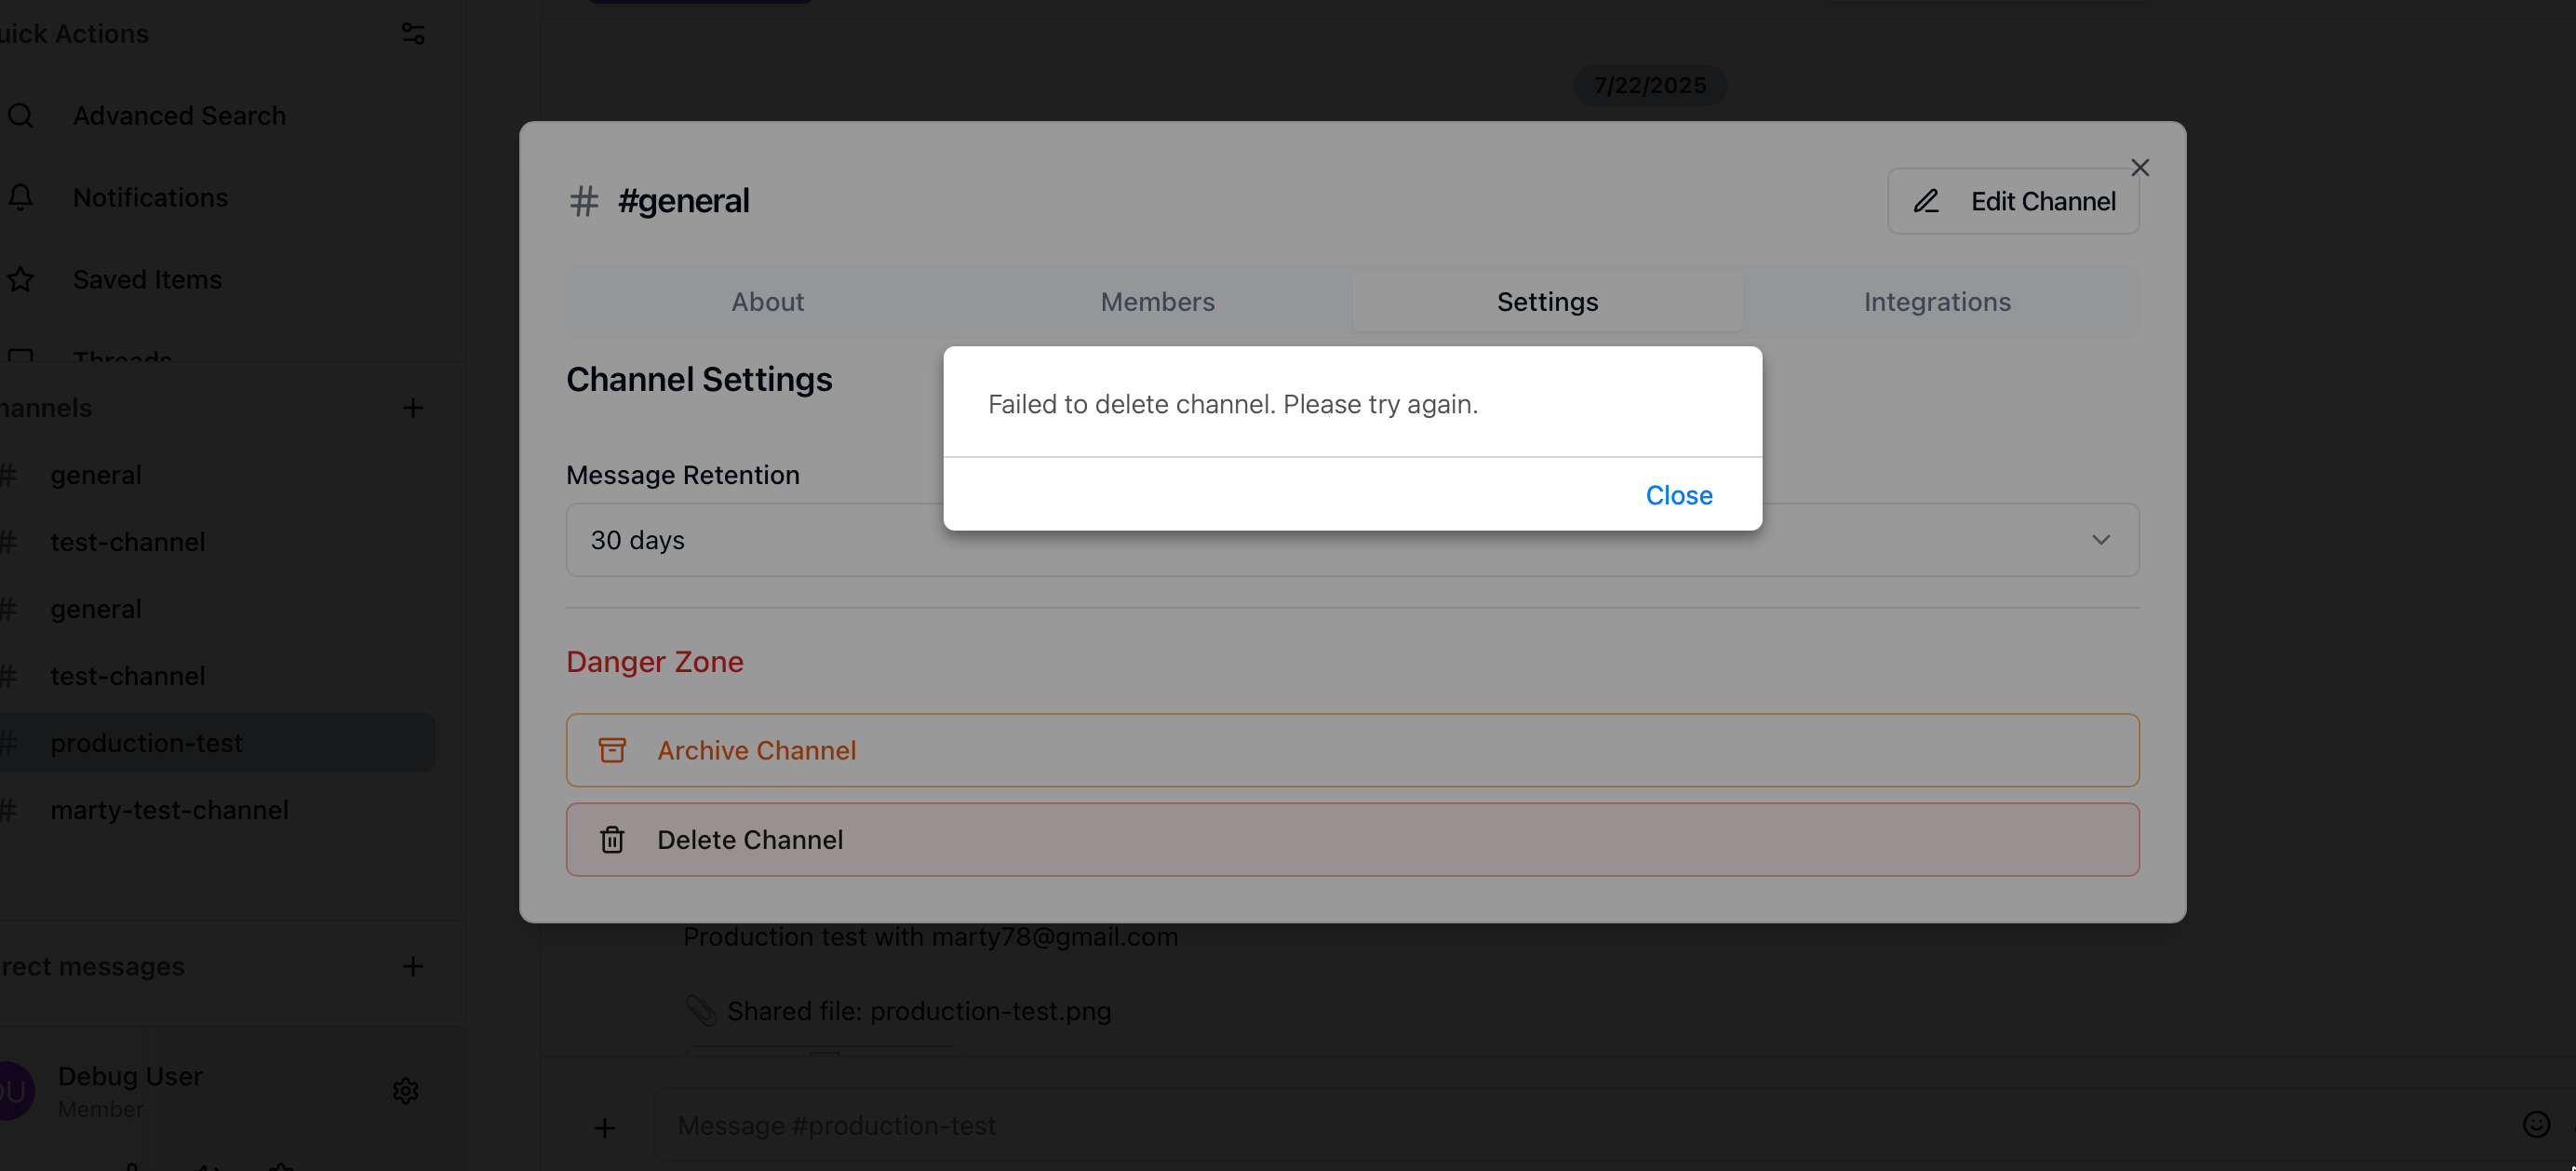 uick Actions
Advanced Search
Notifications
Saved Items
Threads
hannels
general
test-channel
general
test-channel
production-test
marty-test-channel
rect messages
DU
Debug User
Member
7/22/2025
#general
Edit Channel
About
Members
Settings
Integrations
Channel Settings
Failed to delete channel. Please try again.
Close
Message Retention
30 days
Danger Zone
Archive Channel
Delete Channel
Production test with marty78@gmail.com
Shared file: production-test.png
Message #production-test